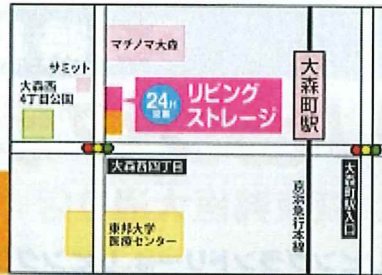 マチノマ大森
サミット
大森西
4丁目公園
24H
営業
リビング
ストレージ
大森町駅
大森西四丁目
大森町駅入口
京浜急行本線
東邦大学
医療センター